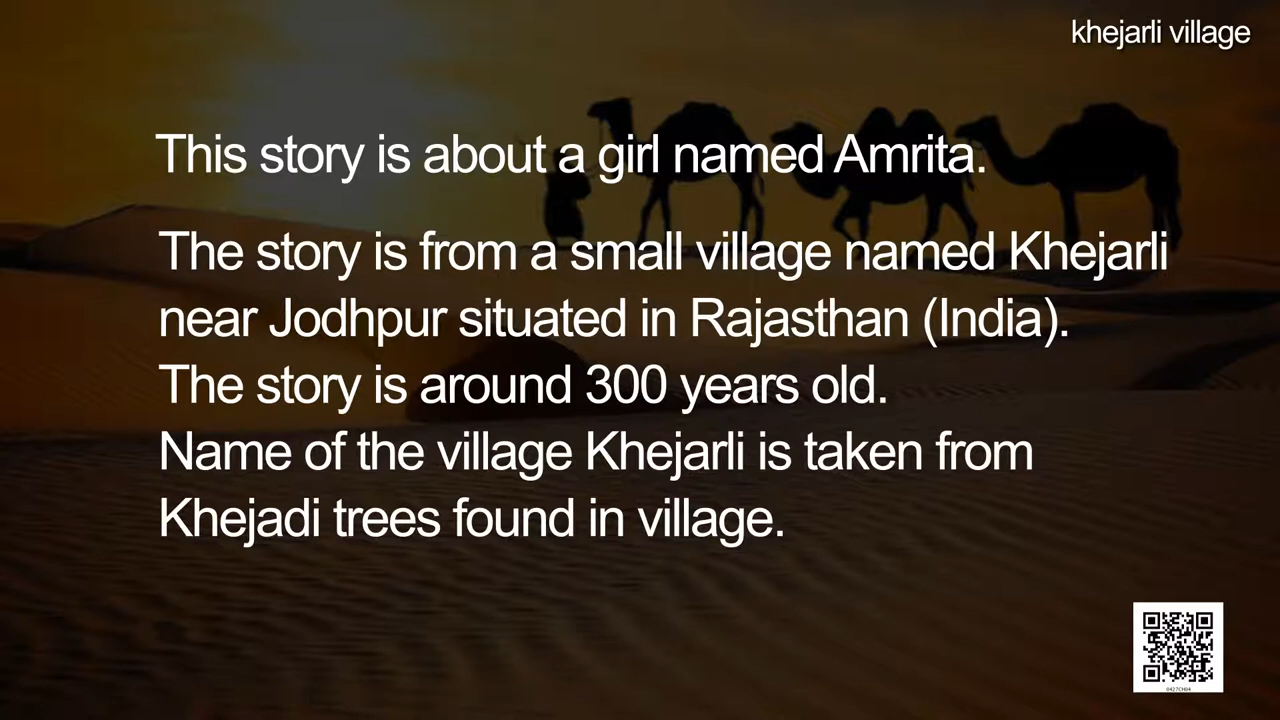 khejarli village
This story is about a girl named Amrita.
The story is from a small village named Khejarli
near Jodhpur situated in Rajasthan (India).
The story is around 300 years old.
Name of the village Khejarli is taken from
Khejadi trees found in village.
0427CH04